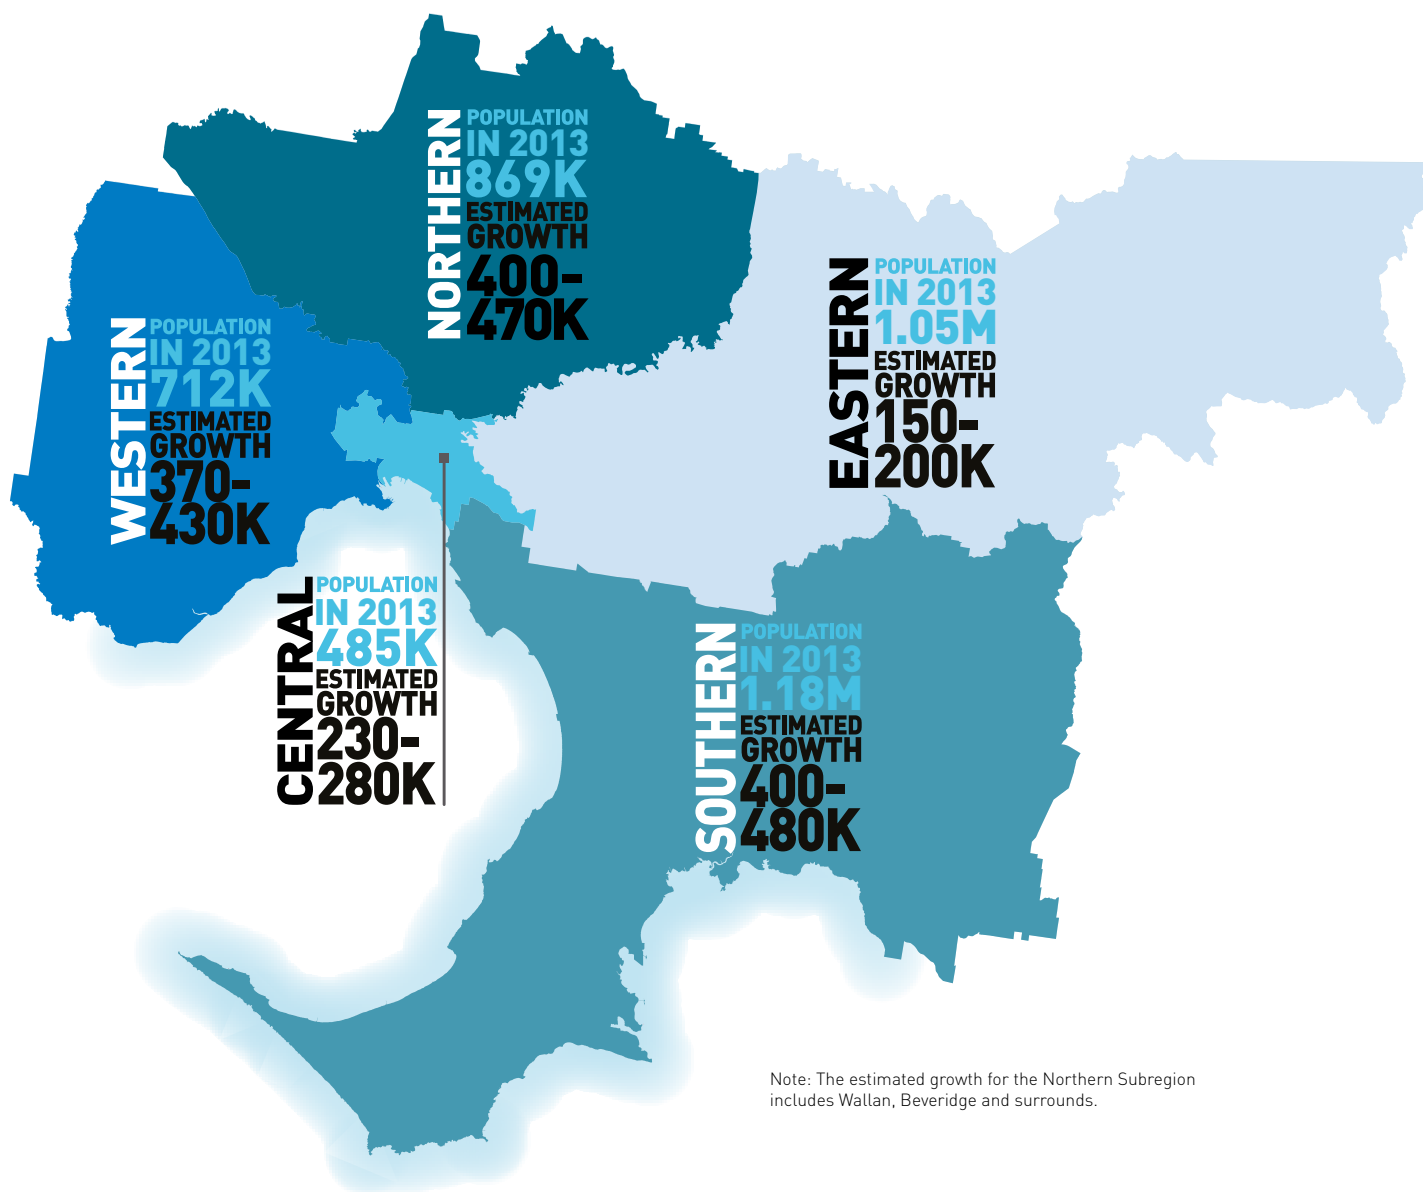 NORTHERN
POPULATION
IN 2013
869K
ESTIMATED
GROWTH
400-
470K
EASTERN
POPULATION
IN 2013
1.05M
ESTIMATED
GROWTH
150-
200K
WESTERN
POPULATION
IN 2013
712K
ESTIMATED
GROWTH
370-
430K
CENTRAL
POPULATION
IN 2013
485K
ESTIMATED
GROWTH
230-
280K
SOUTHERN
POPULATION
IN 2013
1.18M
ESTIMATED
GROWTH
400-
480K
Note: The estimated growth for the Northern Subregion
includes Wallan, Beveridge and surrounds.